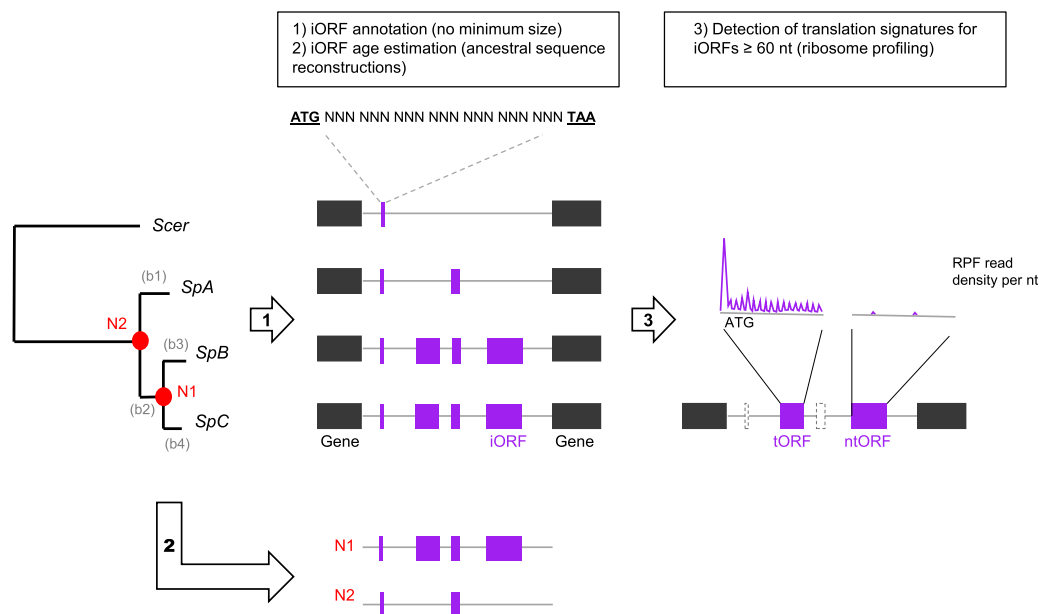 1) iORF annotation (no minimum size)
2) iORF age estimation (ancestral sequence
reconstructions)
3) Detection of translation signatures for
iORFs ≥ 60 nt (ribosome profiling)
ATG NNN NNN NNN NNN NNN NNN NNN TAA
Scer
(b1)
SpA
N2
(b3)
SpB
N1
(b2)
SpC
(b4)
1
Gene
iORF
Gene
3
RPF read
density per nt
ATG
tORF
ntORF
2
N1
N2